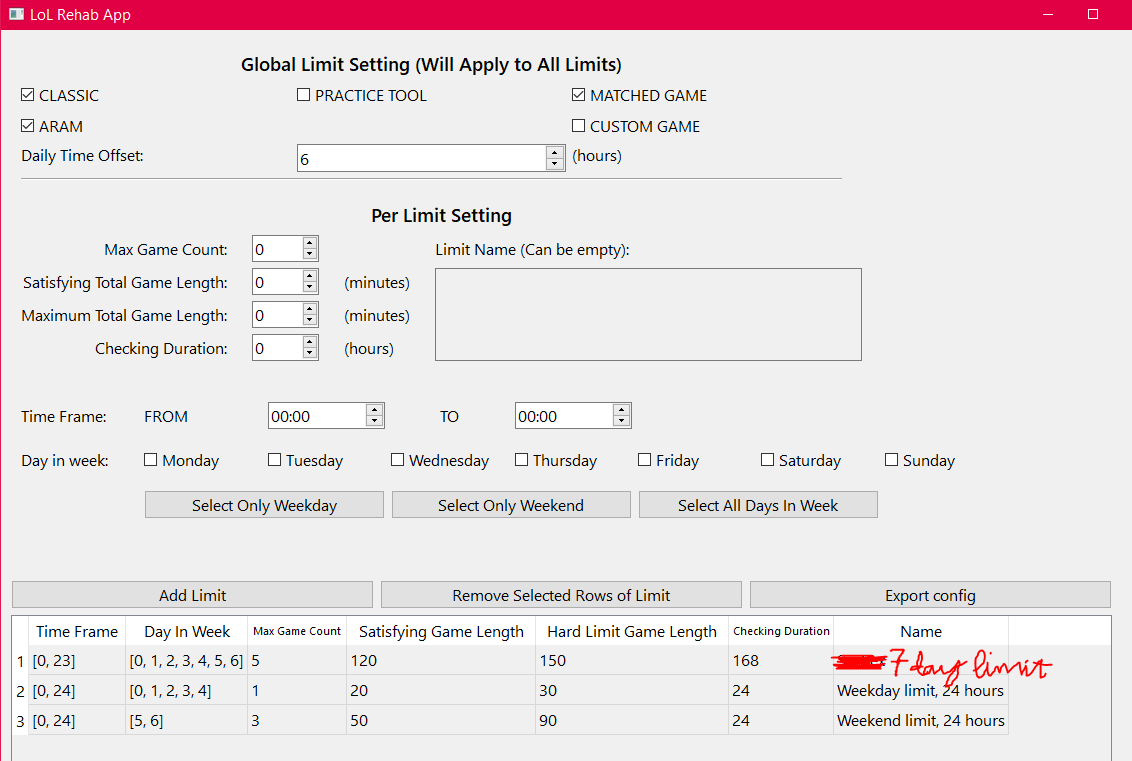 LoL Rehab App
Global Limit Setting (Will Apply to All Limits)
CLASSIC PRACTICE TOOL MATCHED GAME
ARAM CUSTOM GAME
Daily Time Offset: 6 (hours)
Per Limit Setting
Max Game Count: 0 Limit Name (Can be empty):
Satisfying Total Game Length: 0 (minutes)
Maximum Total Game Length: 0 (minutes)
Checking Duration: 0 (hours)
Time Frame: FROM 00:00 TO 00:00
Day in week: Monday Tuesday Wednesday Thursday Friday Saturday Sunday
Select Only Weekday Select Only Weekend Select All Days In Week
Add Limit Remove Selected Rows of Limit Export config
Time Frame Day In Week Max Game Count Satisfying Game Length Hard Limit Game Length Checking Duration Name
1 [0, 23] [0, 1, 2, 3, 4, 5, 6] 5 120 150 168 7 day limit
2 [0, 24] [0, 1, 2, 3, 4] 1 20 30 24 Weekday limit, 24 hours
3 [0, 24] [5, 6] 3 50 90 24 Weekend limit, 24 hours